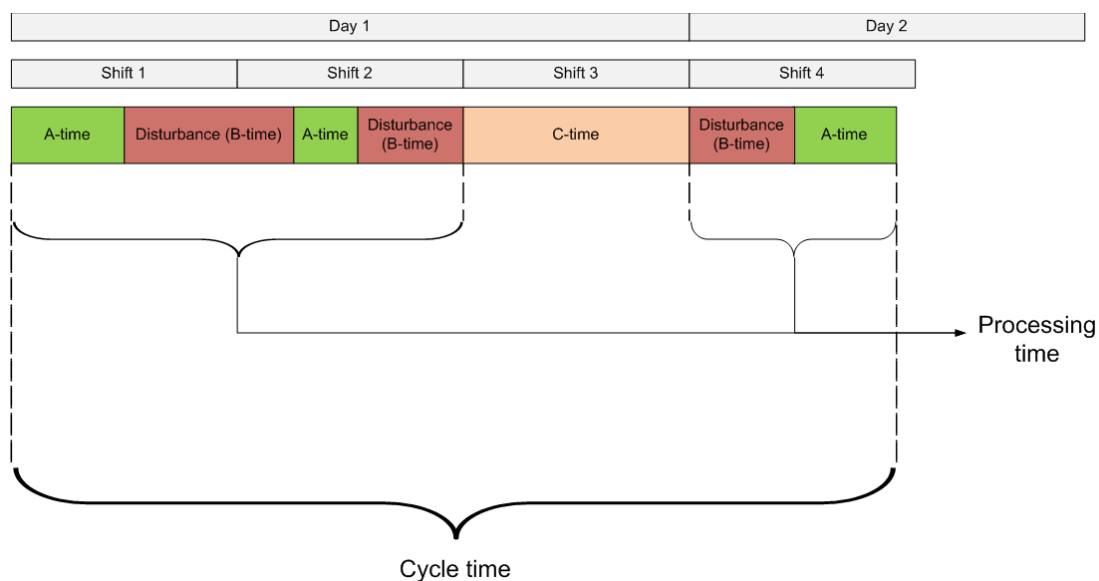 Day 1
Day 2
Shift 1
Shift 2
Shift 3
Shift 4
A-time
Disturbance (B-time)
A-time
Disturbance
(B-time)
C-time
Disturbance
(B-time)
A-time
Processing
time
Cycle time